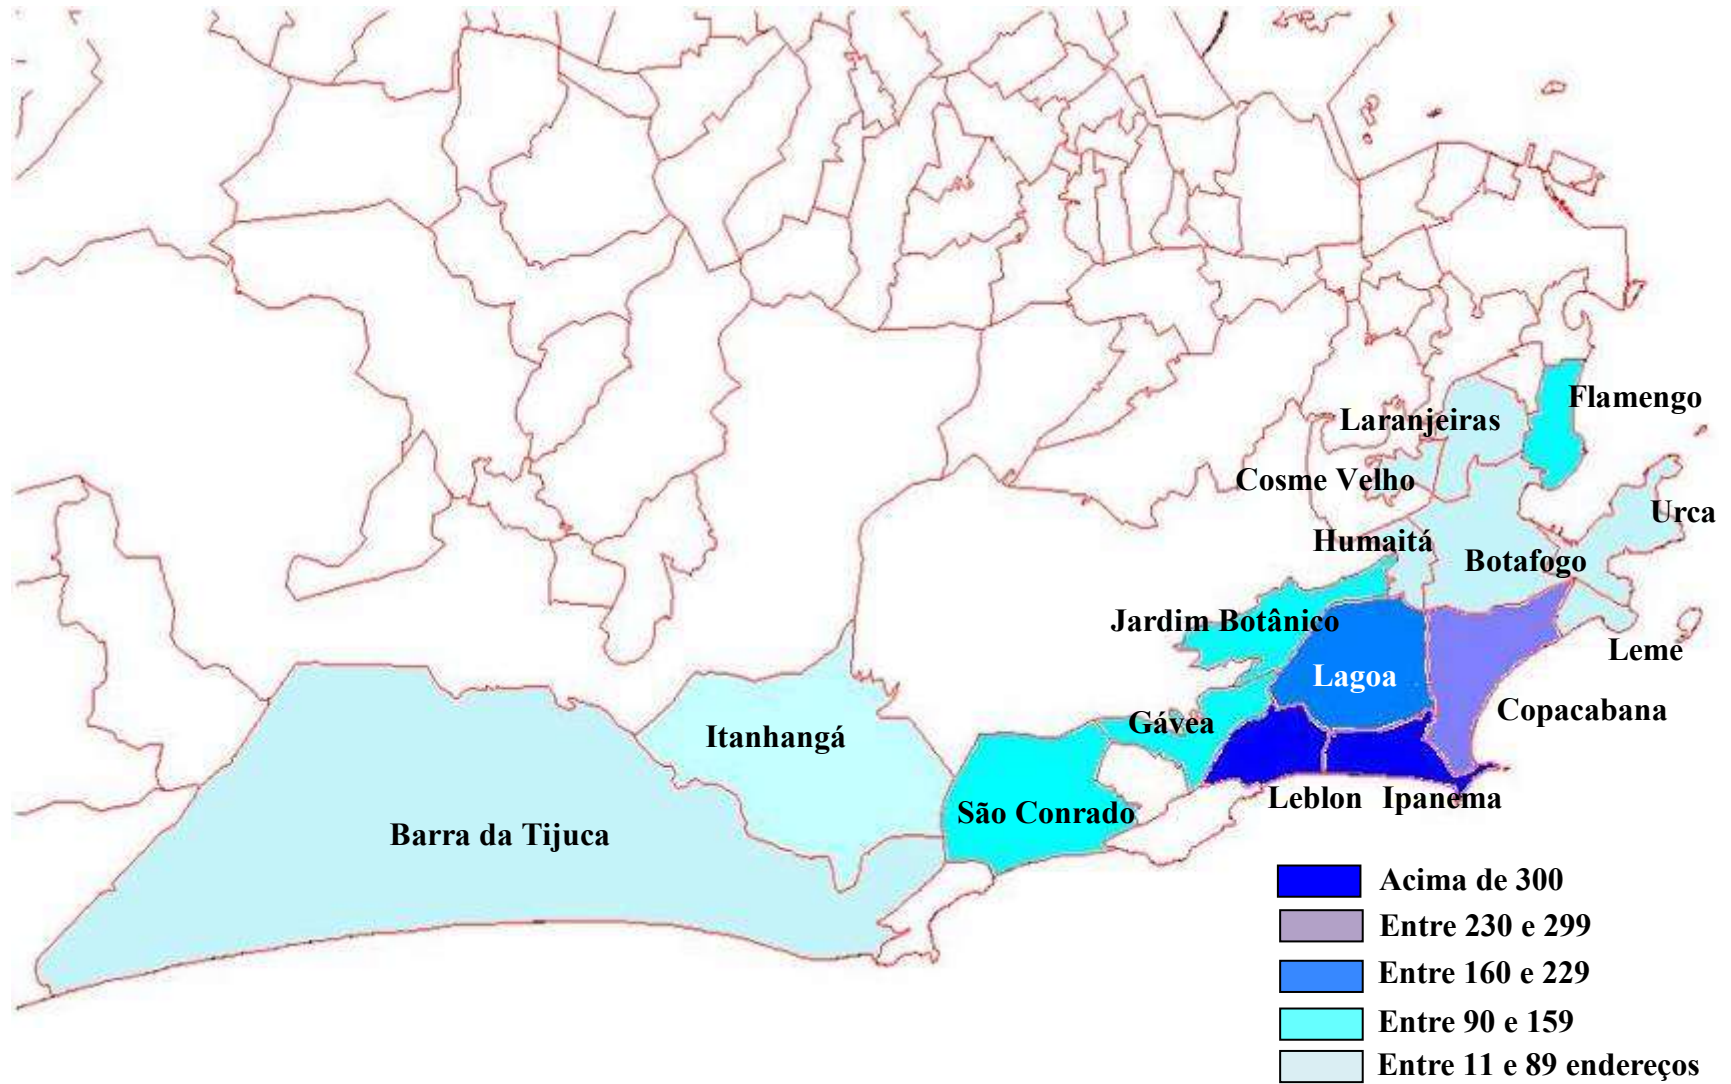 Flamengo
Laranjeiras
Cosme Velho
Urca
Humaitá
Botafogo
Jardim Botânico
Leme
Lagoa
Copacabana
Gávea
Itanhangá
São Conrado
Leblon
Ipanema
Barra da Tijuca
Acima de 300
Entre 230 e 299
Entre 160 e 229
Entre 90 e 159
Entre 11 e 89 endereços